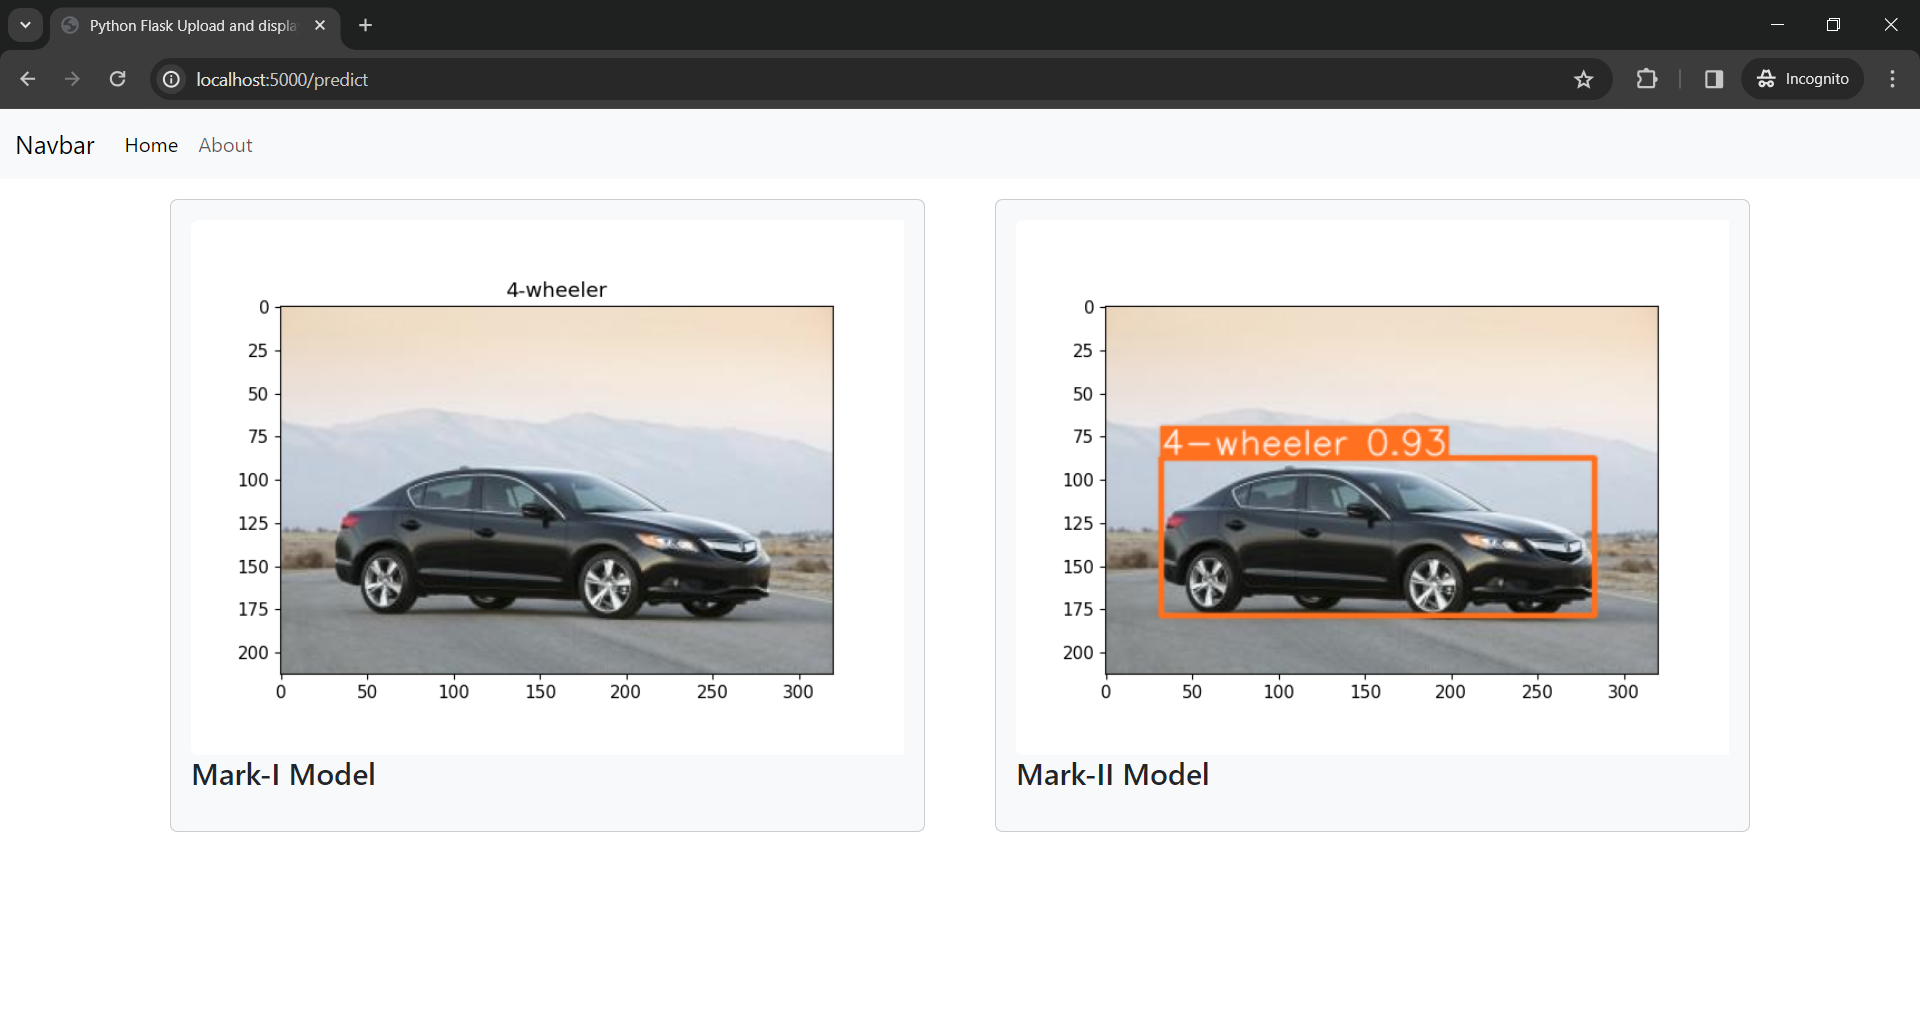 Python Flask Upload and displa
localhost:5000/predict
Incognito
Navbar
Home
About
4-wheeler
0
25
50
75
100
125
150
175
200
0 50 100 150 200 250 300
Mark-I Model
0
25
50
75
100
125
150
175
200
4-wheeler 0.93
0 50 100 150 200 250 300
Mark-II Model